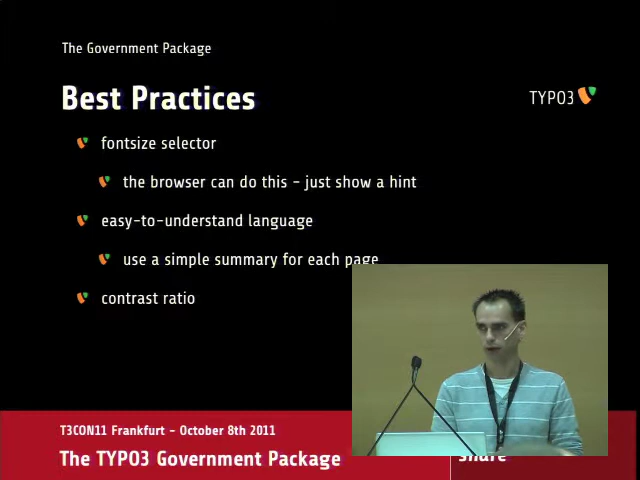 The Government Package
Best Practices
TYPO3
fontsize selector
the browser can do this - just show a hint
easy-to-understand language
use a simple summary for each page
contrast ratio
T3CON11 Frankfurt - October 8th 2011
The TYPO3 Government Package
share